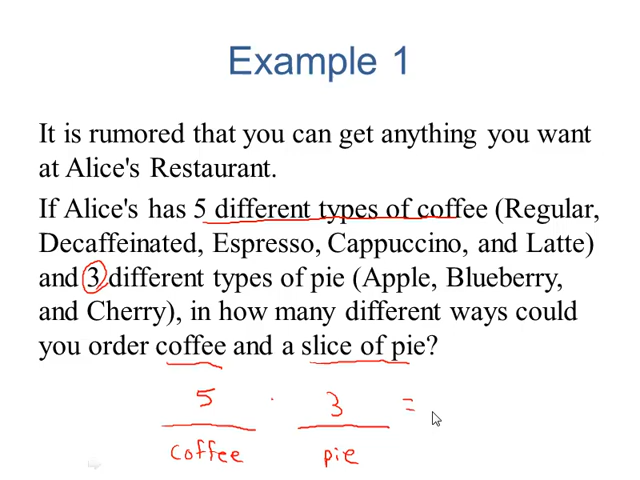 Example 1
It is rumored that you can get anything you want
at Alice's Restaurant.
If Alice's has 5 different types of coffee (Regular,
Decaffeinated, Espresso, Cappuccino, and Latte)
and 3 different types of pie (Apple, Blueberry,
and Cherry), in how many different ways could
you order coffee and a slice of pie?
5 · 3 =
coffee pie